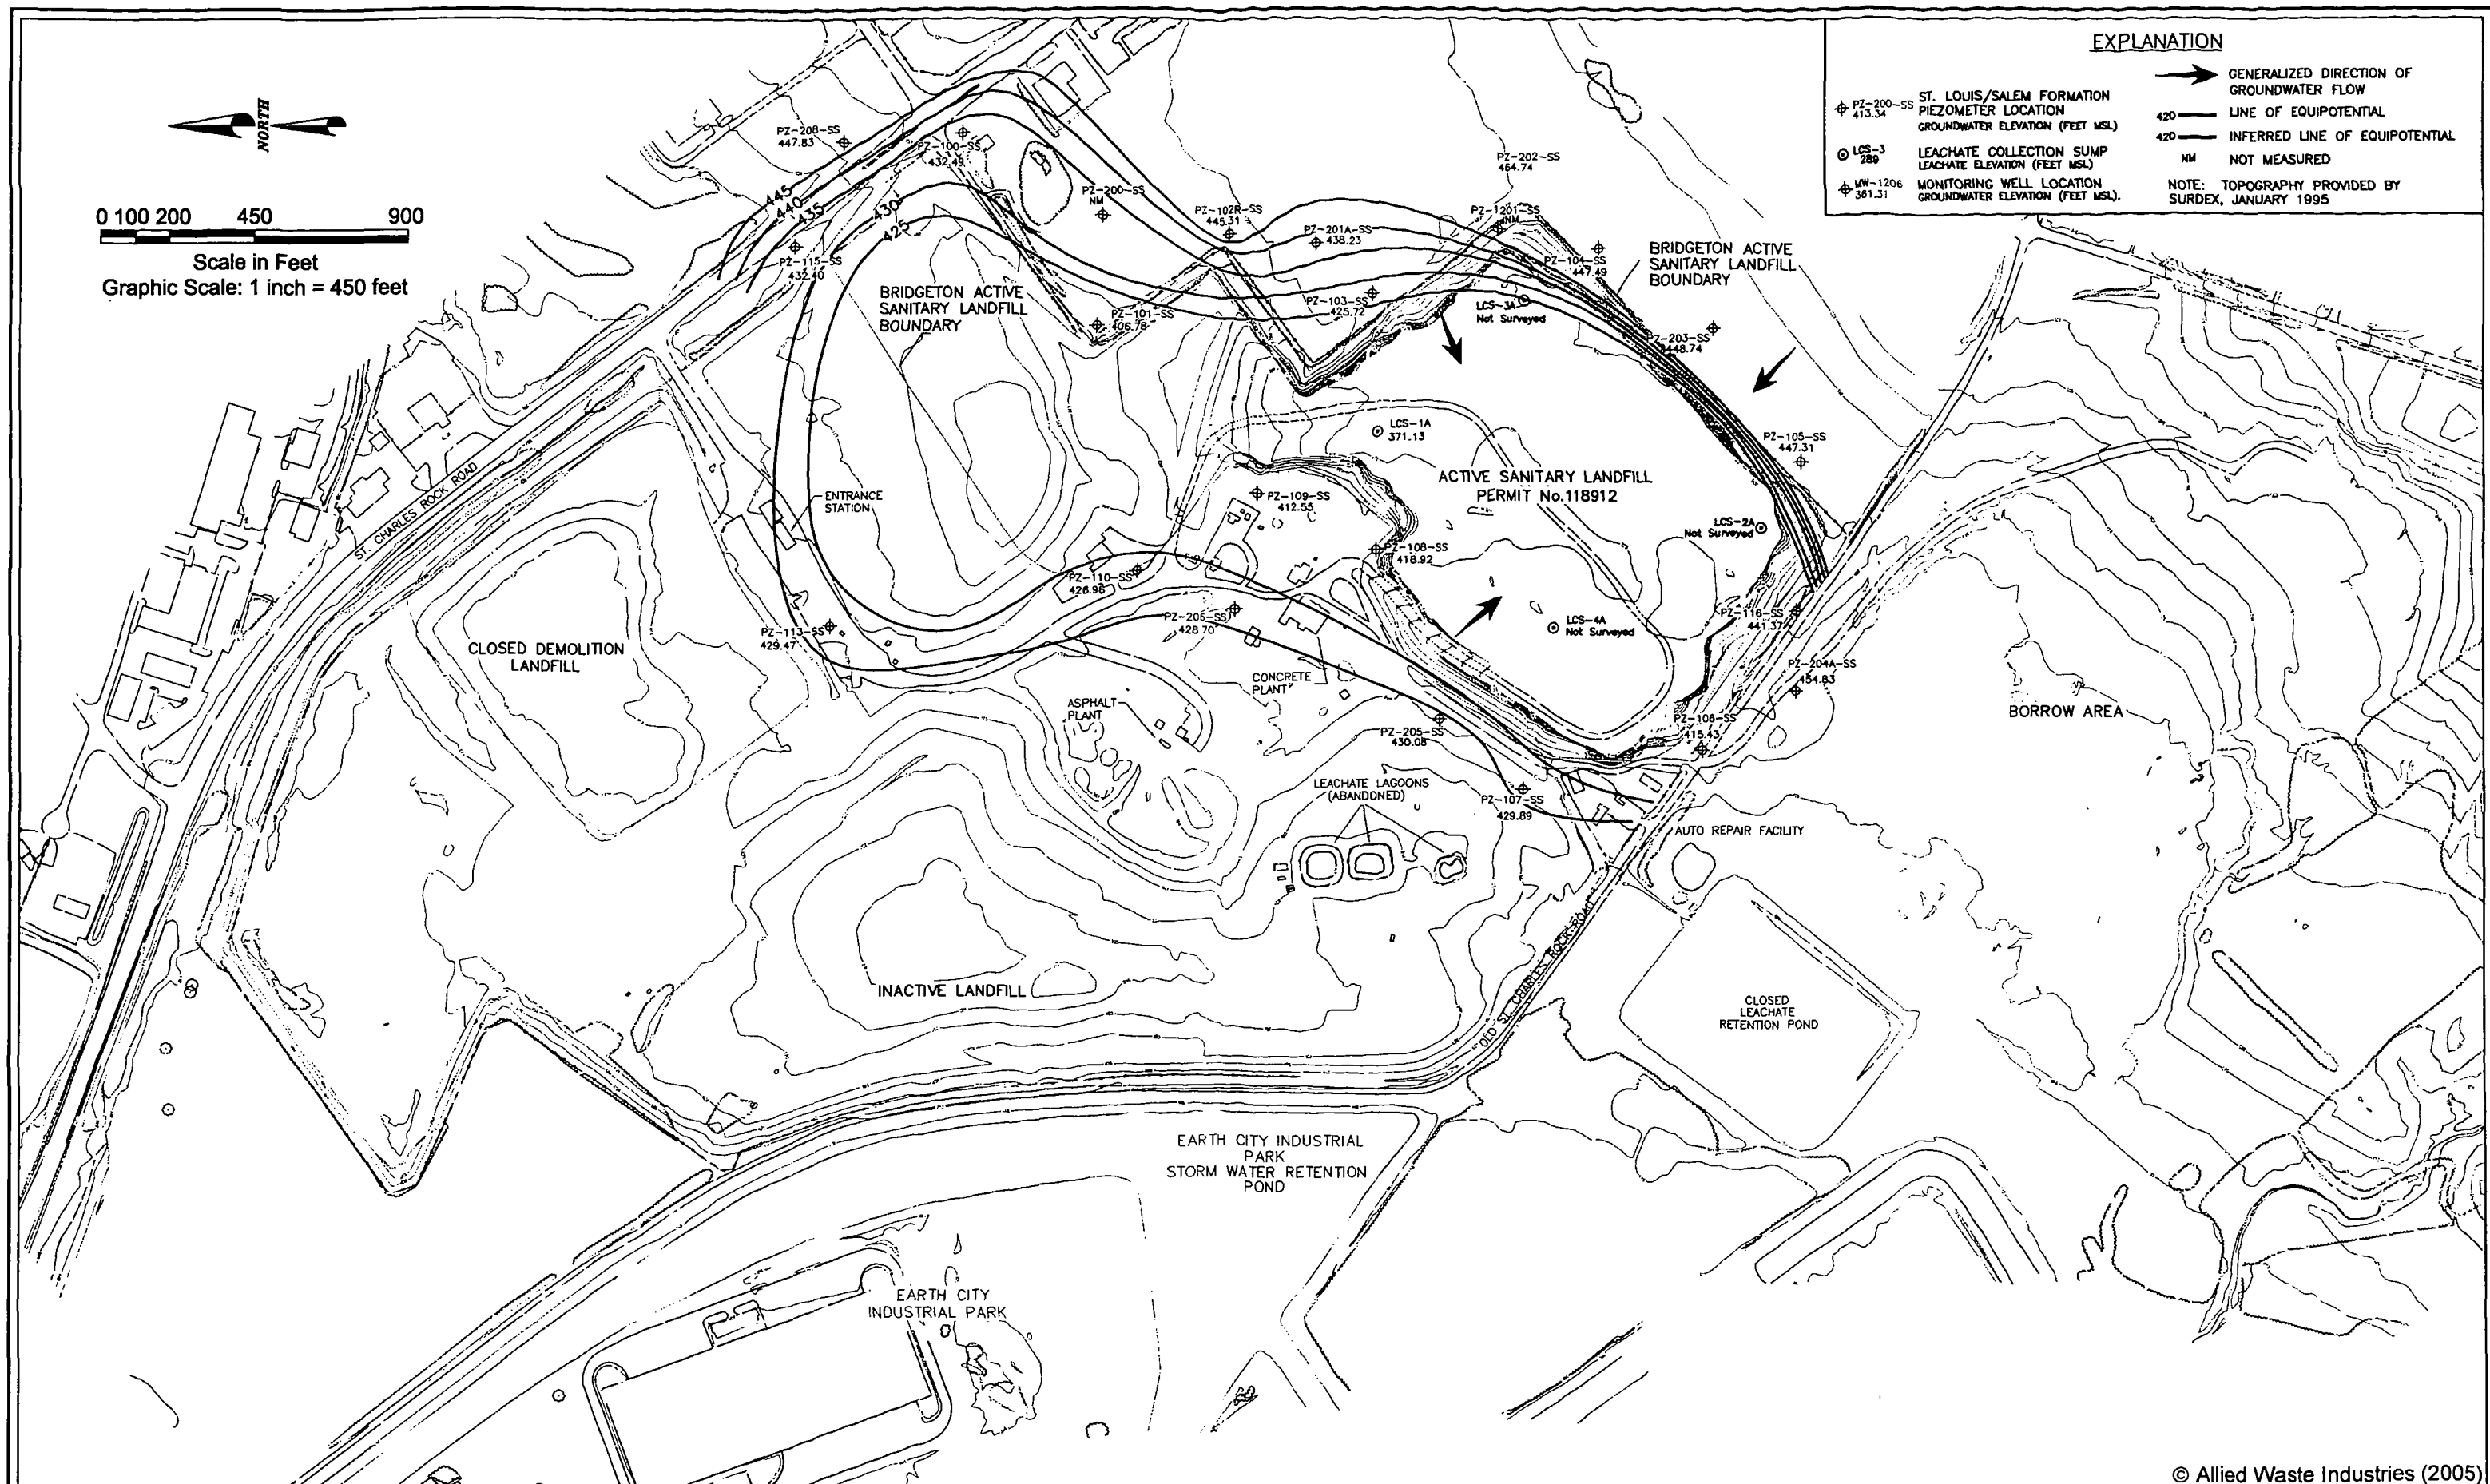 EXPLANATION
PZ-200-SS
413.34
ST. LOUIS/SALEM FORMATION
PIEZOMETER LOCATION
GROUNDWATER ELEVATION (FEET MSL)
LCS-3
289
LEACHATE COLLECTION SUMP
LEACHATE ELEVATION (FEET MSL)
MW-1206
361.31
MONITORING WELL LOCATION
GROUNDWATER ELEVATION (FEET MSL).
GENERALIZED DIRECTION OF
GROUNDWATER FLOW
420 LINE OF EQUIPOTENTIAL
420 INFERRED LINE OF EQUIPOTENTIAL
NM NOT MEASURED
NOTE: TOPOGRAPHY PROVIDED BY
SURDEX, JANUARY 1995
NORTH
0 100 200 450 900
Scale in Feet
Graphic Scale: 1 inch = 450 feet
PZ-208-SS
447.83
PZ-100-SS
432.49
PZ-200-SS
NM
PZ-202-SS
464.74
PZ-102R-SS
445.31
PZ-201A-SS
438.23
PZ-1201-SS
NM
PZ-104-SS
447.49
445
440
435
430
425
PZ-115-SS
432.40
BRIDGETON ACTIVE
SANITARY LANDFILL
BOUNDARY
BRIDGETON ACTIVE
SANITARY LANDFILL
BOUNDARY
PZ-101-SS
406.78
PZ-103-SS
425.72
LCS-3A
Not Surveyed
PZ-203-SS
448.74
LCS-1A
371.13
PZ-105-SS
447.31
ACTIVE SANITARY LANDFILL
PERMIT No.118912
ST. CHARLES ROCK ROAD
ENTRANCE
STATION
PZ-109-SS
412.55
LCS-2A
Not Surveyed
PZ-108-SS
418.92
PZ-110-SS
426.96
PZ-206-SS
428.70
LCS-4A
Not Surveyed
PZ-116-SS
441.37
PZ-113-SS
429.47
CLOSED DEMOLITION
LANDFILL
PZ-204A-SS
454.83
CONCRETE
PLANT
ASPHALT
PLANT
PZ-106-SS
415.43
BORROW AREA
PZ-205-SS
430.08
LEACHATE LAGOONS
(ABANDONED)
PZ-107-SS
429.89
AUTO REPAIR FACILITY
OLD ST. CHARLES ROCK ROAD
INACTIVE LANDFILL
CLOSED
LEACHATE
RETENTION POND
EARTH CITY INDUSTRIAL
PARK
STORM WATER RETENTION
POND
EARTH CITY
INDUSTRIAL PARK
© Allied Waste Industries (2005)